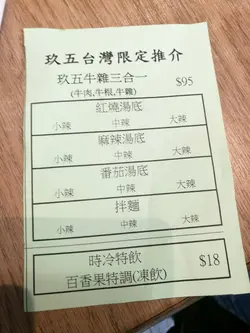 玖五台灣限定推介
玖五牛雜三合一 $95
(牛肉,牛根,牛雜)
紅燒湯底
小辣 中辣 大辣
麻辣湯底
小辣 中辣 大辣
番茄湯底
小辣 中辣 大辣
拌麵
小辣 中辣 大辣
時冷特飲 $18
百香果特調(凍飲)